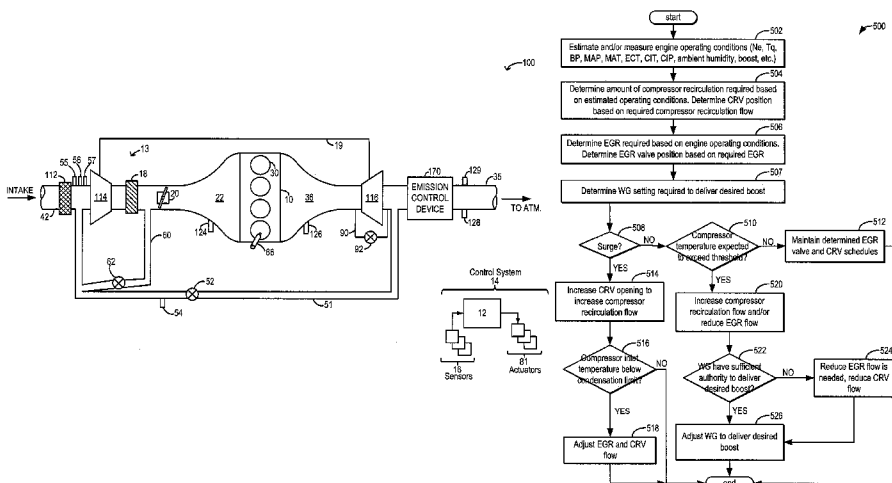 100
13
19
INTAKE
112
55
56
57
114
18
20
42
22
30
10
36
116
170
EMISSION
CONTROL
DEVICE
129
35
TO ATM.
128
60
62
124
66
126
90
92
52
54
51
Control System
14
12
16
Sensors
81
Actuators
500
start
502
Estimate and/or measure engine operating conditions (Ne, Tq,
BP, MAP, MAT, ECT, CIT, CIP, ambient humidity, boost, etc.)
504
Determine amount of compressor recirculation required based
on estimated operating conditions. Determine CRV position
based on required compressor recirculation flow
506
Determine EGR required based on engine operating conditions.
Determine EGR valve position based on required EGR
507
Determine WG setting required to deliver desired boost
508
Surge?
NO
YES
510
Compressor
temperature expected
to exceed threshold?
NO
YES
512
Maintain determined EGR
valve and CRV schedules
514
Increase CRV opening to
increase compressor
recirculation flow
516
Compressor inlet
temperature below
condensation limit?
NO
YES
518
Adjust EGR and CRV
flow
520
Increase compressor
recirculation flow and/or
reduce EGR flow
522
WG have sufficient
authority to deliver
desired boost?
NO
YES
524
Reduce EGR flow is
needed, reduce CRV
flow
526
Adjust WG to deliver desired
boost
end